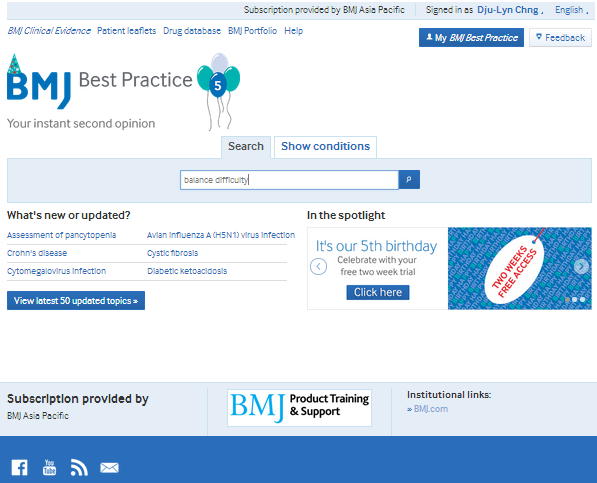 Subscription provided by BMJ Asia Pacific
Signed in as Dju-Lyn Chng , English ,
BMJ Clinical Evidence Patient leaflets Drug database BMJ Portfolio Help
My BMJ Best Practice
Feedback
BMJ Best Practice
5
Your instant second opinion
Search
Show conditions
balance difficulty
What's new or updated?
Assessment of pancytopenia
Avian influenza A (H5N1) virus infection
Crohn's disease
Cystic fibrosis
Cytomegalovirus infection
Diabetic ketoacidosis
View latest 50 updated topics »
In the spotlight
It's our 5th birthday
Celebrate with your
free two week trial
Click here
TWO WEEKS
FREE ACCESS
Subscription provided by
BMJ Asia Pacific
BMJ Product Training
& Support
Institutional links:
» BMJ.com
You
Tube